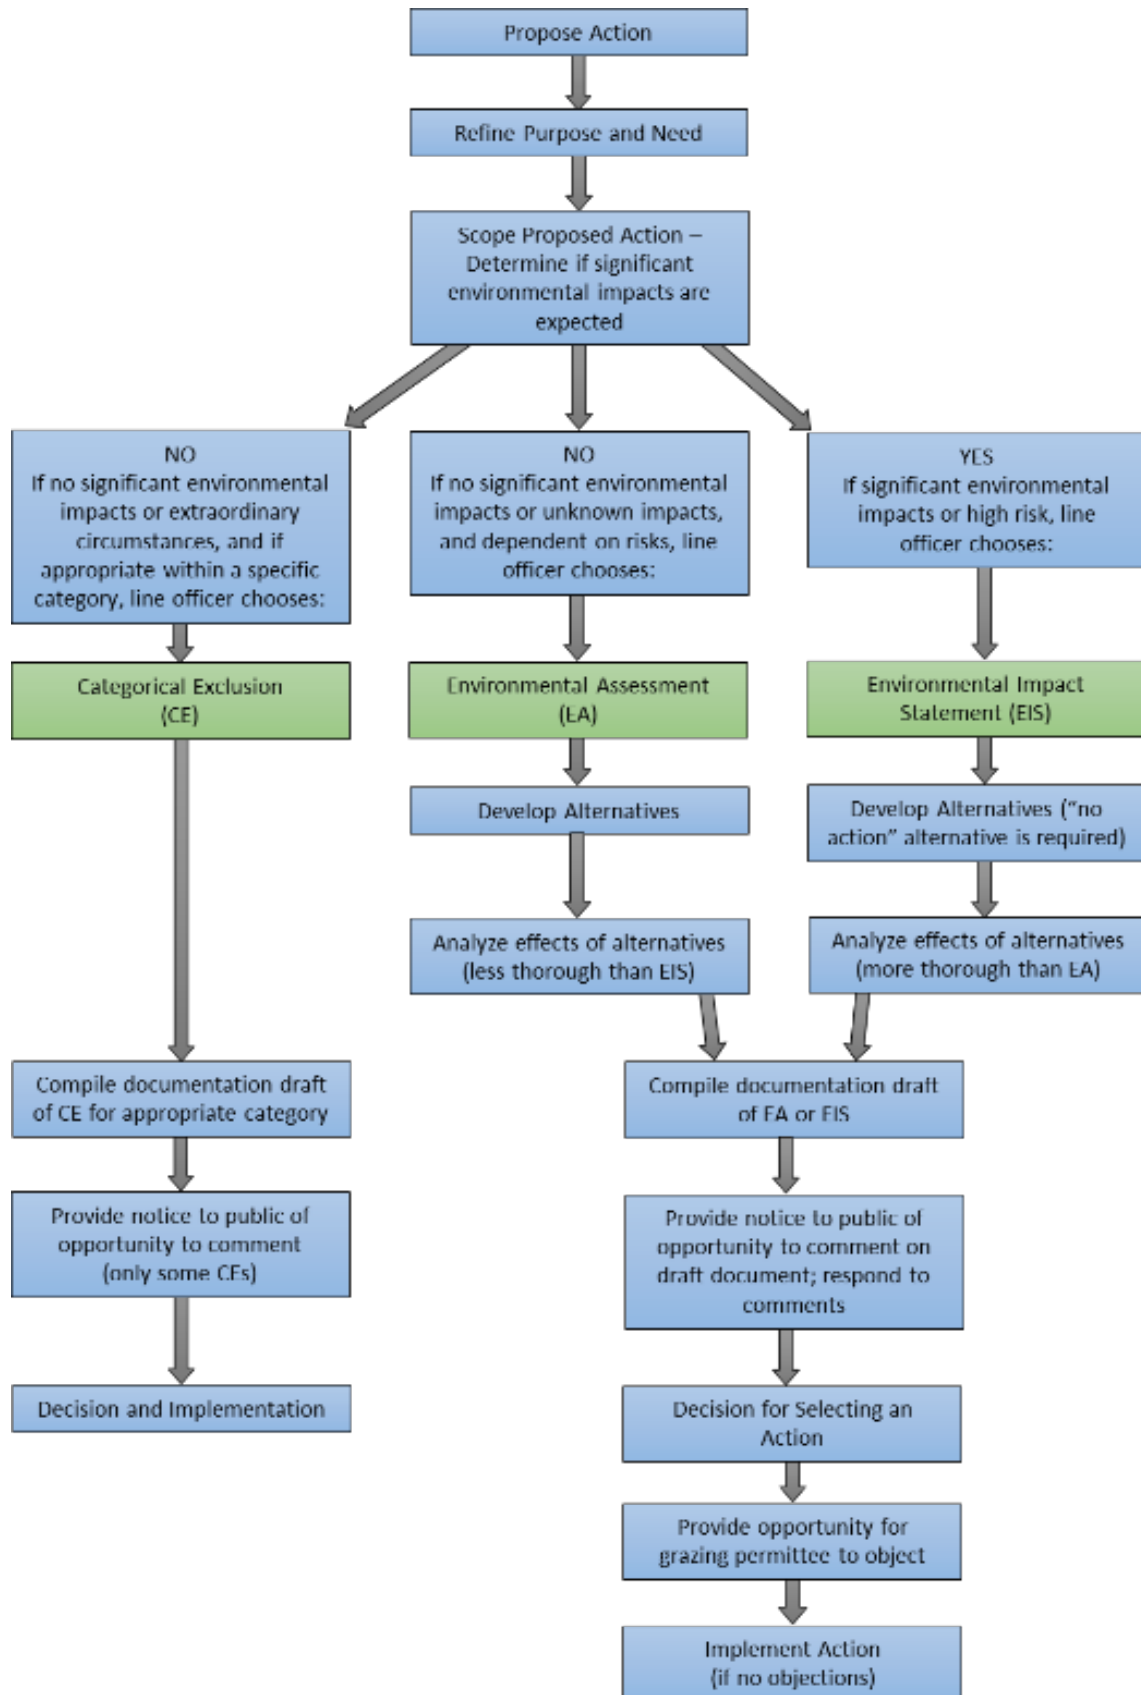 Propose Action
Refine Purpose and Need
Scope Proposed Action –
Determine if significant
environmental impacts are
expected
NO
If no significant environmental
impacts or extraordinary
circumstances, and if
appropriate within a specific
category, line officer chooses:
NO
If no significant environmental
impacts or unknown impacts,
and dependent on risks, line
officer chooses:
YES
If significant environmental
impacts or high risk, line
officer chooses:
Categorical Exclusion
(CE)
Environmental Assessment
(EA)
Environmental Impact
Statement (EIS)
Develop Alternatives
Develop Alternatives (“no
action” alternative is required)
Analyze effects of alternatives
(less thorough than EIS)
Analyze effects of alternatives
(more thorough than EA)
Compile documentation draft
of CE for appropriate category
Compile documentation draft
of EA or EIS
Provide notice to public of
opportunity to comment
(only some CEs)
Provide notice to public of
opportunity to comment on
draft document; respond to
comments
Decision and Implementation
Decision for Selecting an
Action
Provide opportunity for
grazing permittee to object
Implement Action
(if no objections)